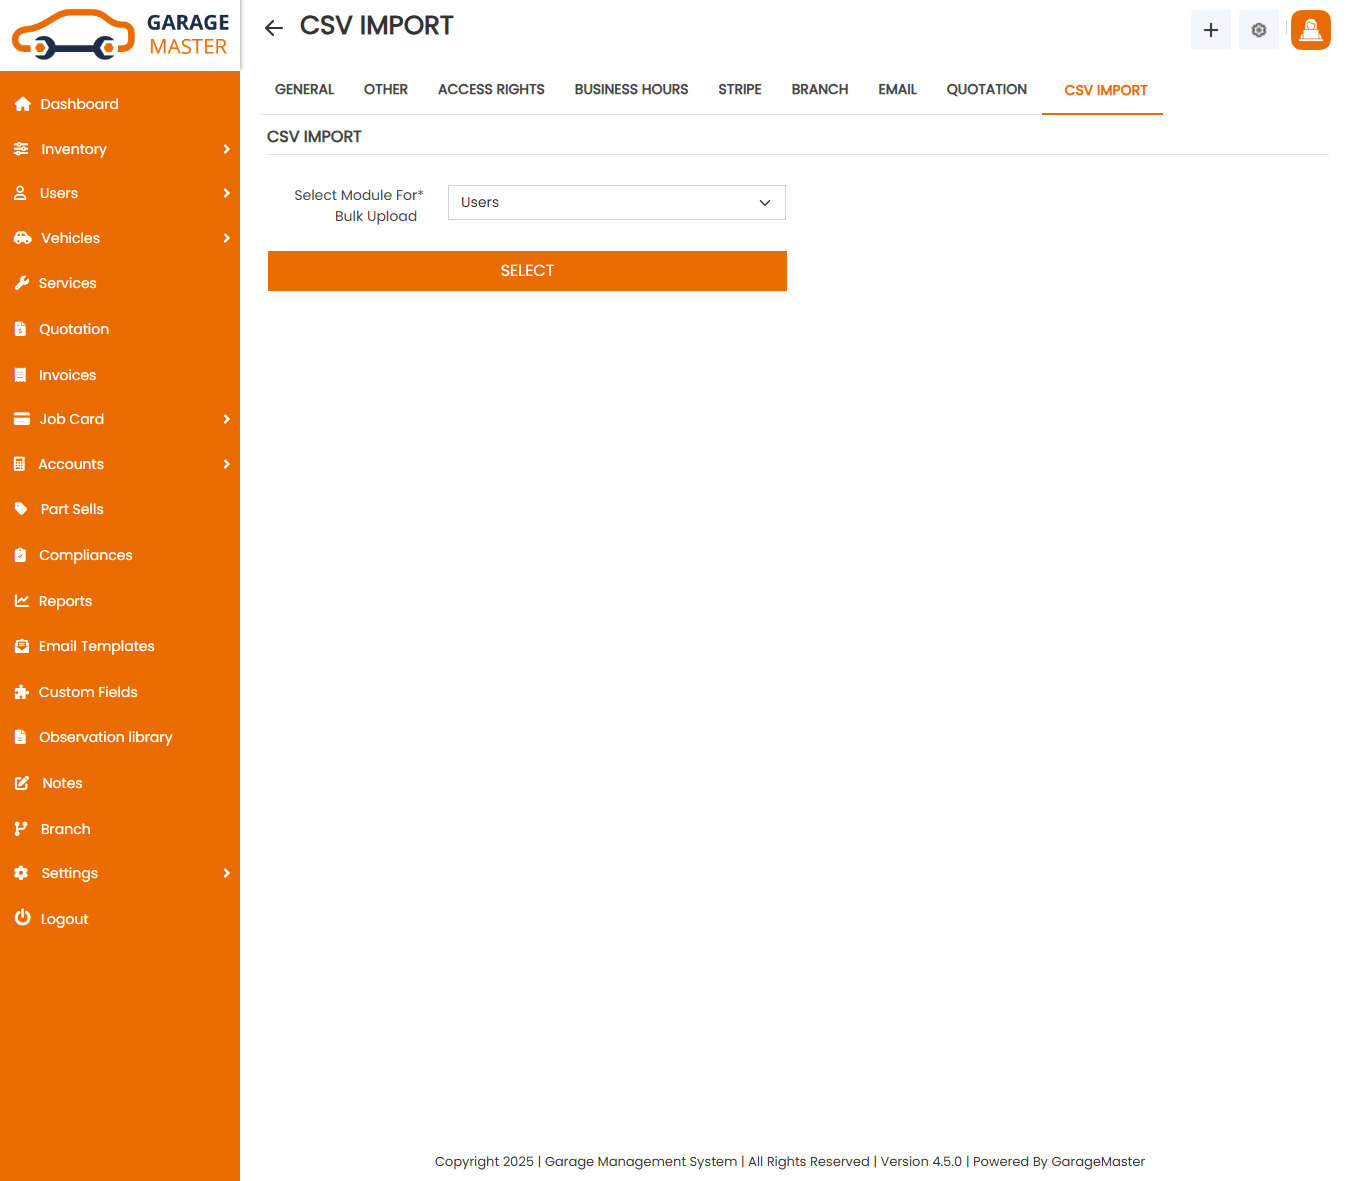 GARAGE
MASTER
CSV IMPORT
Dashboard
Inventory
Users
Vehicles
Services
Quotation
Invoices
Job Card
Accounts
Part Sells
Compliances
Reports
Email Templates
Custom Fields
Observation library
Notes
Branch
Settings
Logout
GENERAL OTHER ACCESS RIGHTS BUSINESS HOURS STRIPE BRANCH EMAIL QUOTATION CSV IMPORT
CSV IMPORT
Select Module For*
Bulk Upload
Users
SELECT
Copyright 2025 | Garage Management System | All Rights Reserved | Version 4.5.0 | Powered By GarageMaster